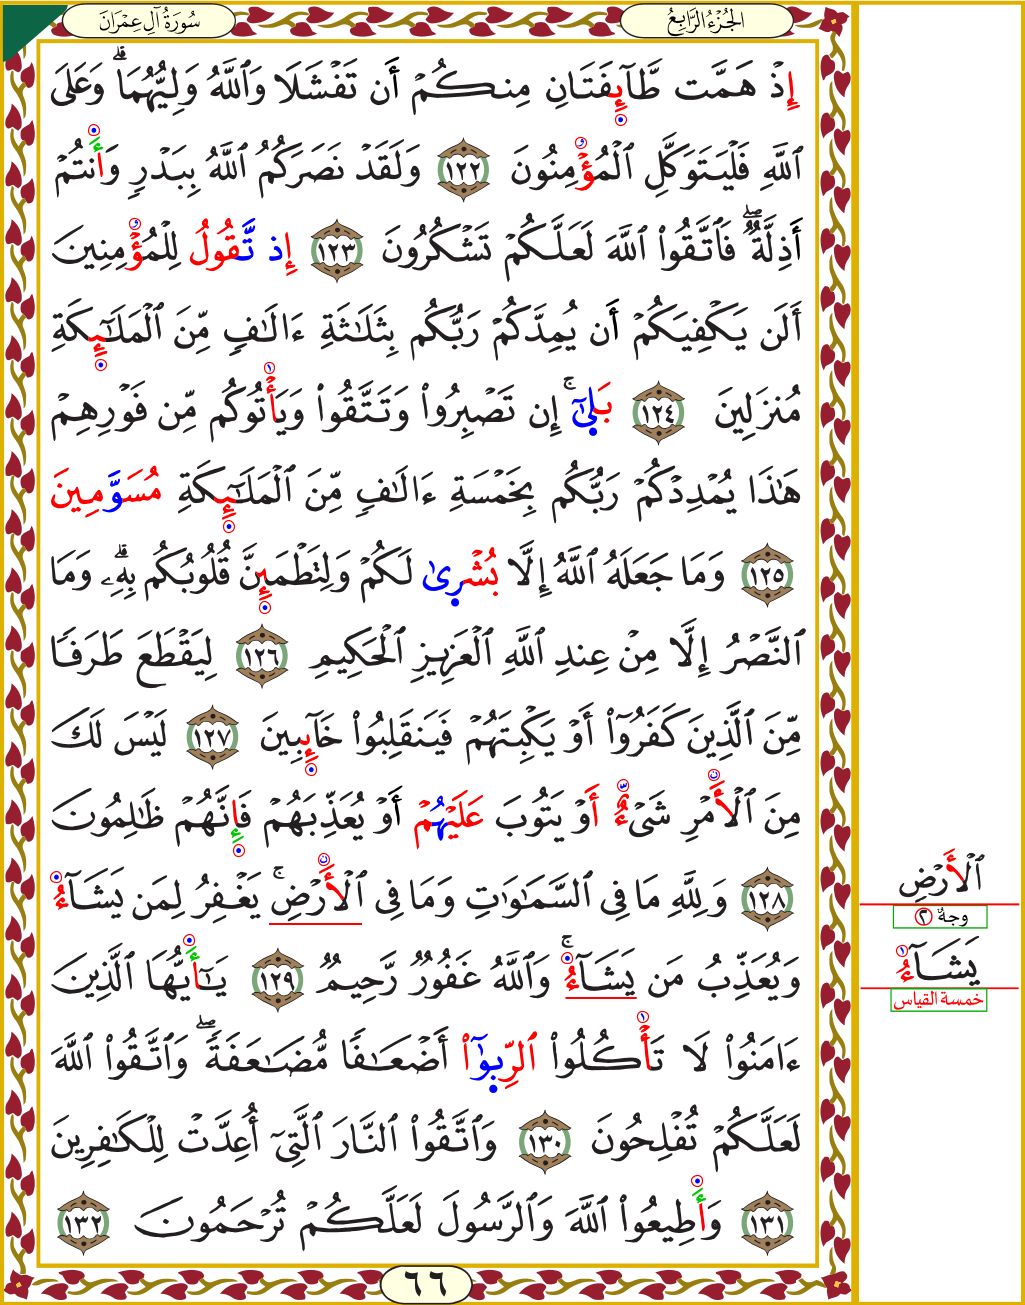 الجُزْءُ الرَّابِعُ
سُورَةُ آلِ عِمْرَانَ
إِذْ هَمَّت طَّآئِفَتَانِ مِنكُمْ أَن تَفْشَلَا وَٱللَّهُ وَلِيُّهُمَاۗ وَعَلَى
ٱللَّهِ فَلْيَتَوَكَّلِ ٱلْمُؤْمِنُونَ ١٢٢ وَلَقَدْ نَصَرَكُمُ ٱللَّهُ بِبَدْرٍ وَأَنتُمْ
أَذِلَّةٌۖ فَٱتَّقُوا۟ ٱللَّهَ لَعَلَّكُمْ تَشْكُرُونَ ١٢٣ إِذ تَّقُولُ لِلْمُؤْمِنِينَ
أَلَن يَكْفِيَكُمْ أَن يُمِدَّكُمْ رَبُّكُم بِثَلَـٰثَةِ ءَالَـٰفٍ مِّنَ ٱلْمَلَـٰٓئِكَةِ
مُنزَلِينَ ١٢٤ بَلَىٰٓۚ إِن تَصْبِرُوا۟ وَتَتَّقُوا۟ وَيَأْتُوكُم مِّن فَوْرِهِمْ
هَـٰذَا يُمْدِدْكُمْ رَبُّكُم بِخَمْسَةِ ءَالَـٰفٍ مِّنَ ٱلْمَلَـٰٓئِكَةِ مُسَوَّمِينَ
١٢٥ وَمَا جَعَلَهُ ٱللَّهُ إِلَّا بُشْرِىٰ لَكُمْ وَلِتَطْمَئِنَّ قُلُوبُكُم بِهِۦۗ وَمَا
ٱلنَّصْرُ إِلَّا مِنْ عِندِ ٱللَّهِ ٱلْعَزِيزِ ٱلْحَكِيمِ ١٢٦ لِيَقْطَعَ طَرَفًا
مِّنَ ٱلَّذِينَ كَفَرُوٓا۟ أَوْ يَكْبِتَهُمْ فَيَنقَلِبُوا۟ خَآئِبِينَ ١٢٧ لَيْسَ لَكَ
مِنَ ٱلْأَمْرِ شَىْءٌ أَوْ يَتُوبَ عَلَيْهُمْ أَوْ يُعَذِّبَهُمْ فَإِنَّهُمْ ظَـٰلِمُونَ
١٢٨ وَلِلَّهِ مَا فِى ٱلسَّمَـٰوَٰتِ وَمَا فِى ٱلْأَرْضِۚ يَغْفِرُ لِمَن يَشَآءُ
وَيُعَذِّبُ مَن يَشَآءُۚ وَٱللَّهُ غَفُورٌ رَّحِيمٌ ١٢٩ يَـٰٓأَيُّهَا ٱلَّذِينَ
ءَامَنُوا۟ لَا تَأْكُلُوا۟ ٱلرِّبَوٰٓا۟ أَضْعَـٰفًا مُّضَـٰعَفَةًۖ وَٱتَّقُوا۟ ٱللَّهَ
لَعَلَّكُمْ تُفْلِحُونَ ١٣٠ وَٱتَّقُوا۟ ٱلنَّارَ ٱلَّتِىٓ أُعِدَّتْ لِلْكَـٰفِرِينَ
١٣١ وَأَطِيعُوا۟ ٱللَّهَ وَٱلرَّسُولَ لَعَلَّكُمْ تُرْحَمُونَ ١٣٢
ٱلْأَرْضِ
وجهٌ ٢
يَشَآءُ
خمسة القياس
٦٦